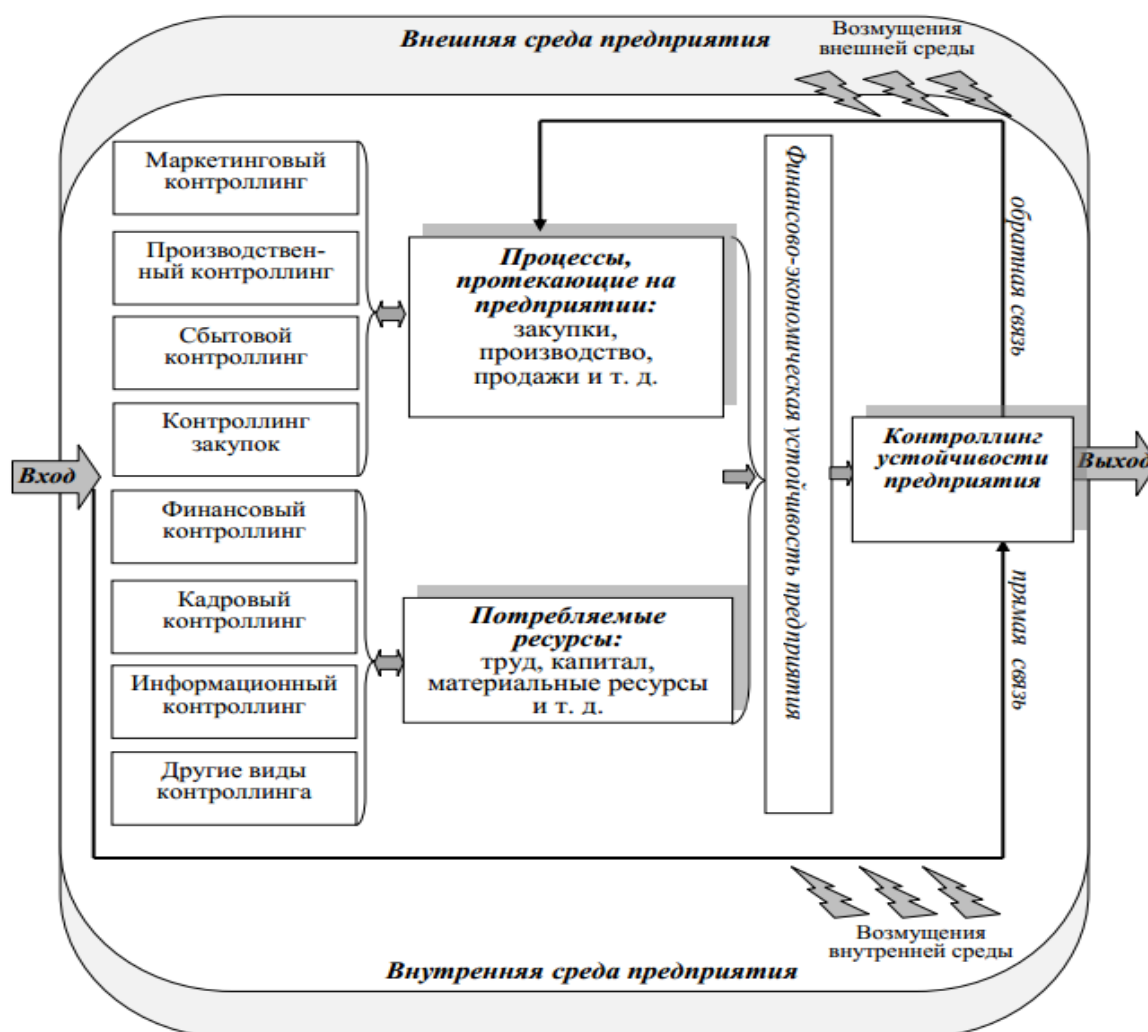 Внешняя среда предприятия
Возмущения
внешней среды
Маркетинговый
контроллинг
Производствен-
ный контроллинг
Сбытовой
контроллинг
Контроллинг
закупок
Вход
Финансовый
контроллинг
Кадровый
контроллинг
Информационный
контроллинг
Другие виды
контроллинга
Процессы,
протекающие на
предприятии:
закупки,
производство,
продажи и т. д.
Потребляемые
ресурсы:
труд, капитал,
материальные ресурсы
и т. д.
Финансово-экономическая устойчивость предприятия
обратная связь
Контроллинг
устойчивости
предприятия
Выход
прямая связь
Возмущения
внутренней среды
Внутренняя среда предприятия